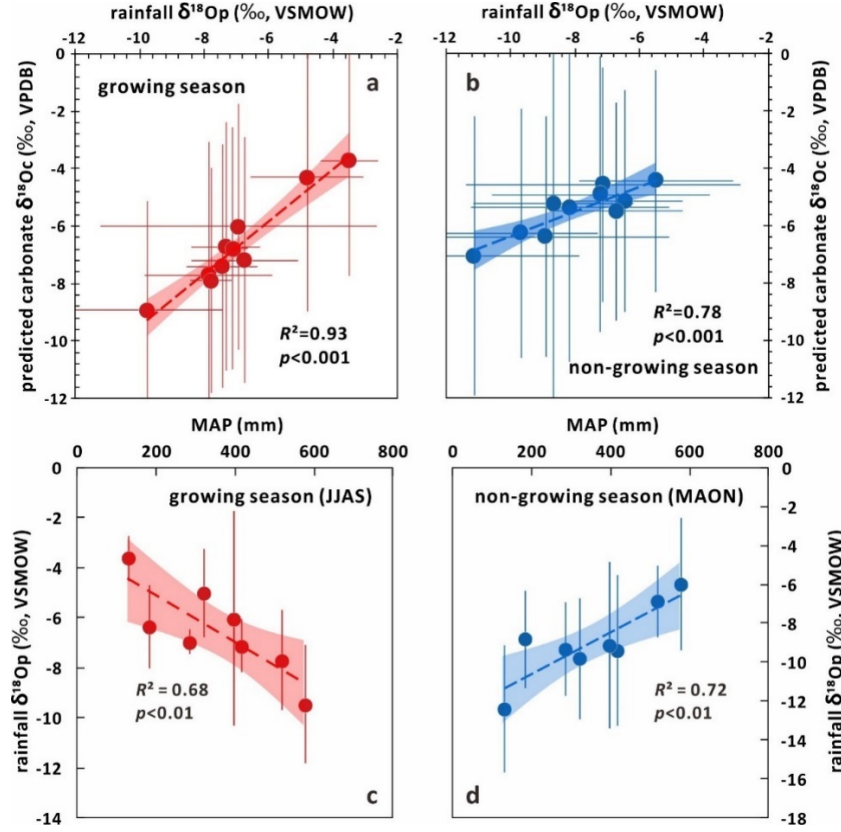 rainfall δ¹⁸Op (‰, VSMOW)
-12 -10 -8 -6 -4 -2
predicted carbonate δ¹⁸Oc (‰, VPDB)
0
-2
-4
-6
-8
-10
-12
growing season
a
R²=0.93
p<0.001
rainfall δ¹⁸Op (‰, VSMOW)
-12 -10 -8 -6 -4 -2
b
0
-2
-4
-6
-8
-10
-12
predicted carbonate δ¹⁸Oc (‰, VPDB)
R²=0.78
p<0.001
non-growing season
MAP (mm)
0 200 400 600 800
rainfall δ¹⁸Op (‰, VSMOW)
0
-2
-4
-6
-8
-10
-12
-14
growing season (JJAS)
R² = 0.68
p<0.01
c
MAP (mm)
0 200 400 600 800
non-growing season (MAON)
0
-2
-4
-6
-8
-10
-12
-14
-16
-18
rainfall δ¹⁸Op (‰, VSMOW)
R² = 0.72
p<0.01
d